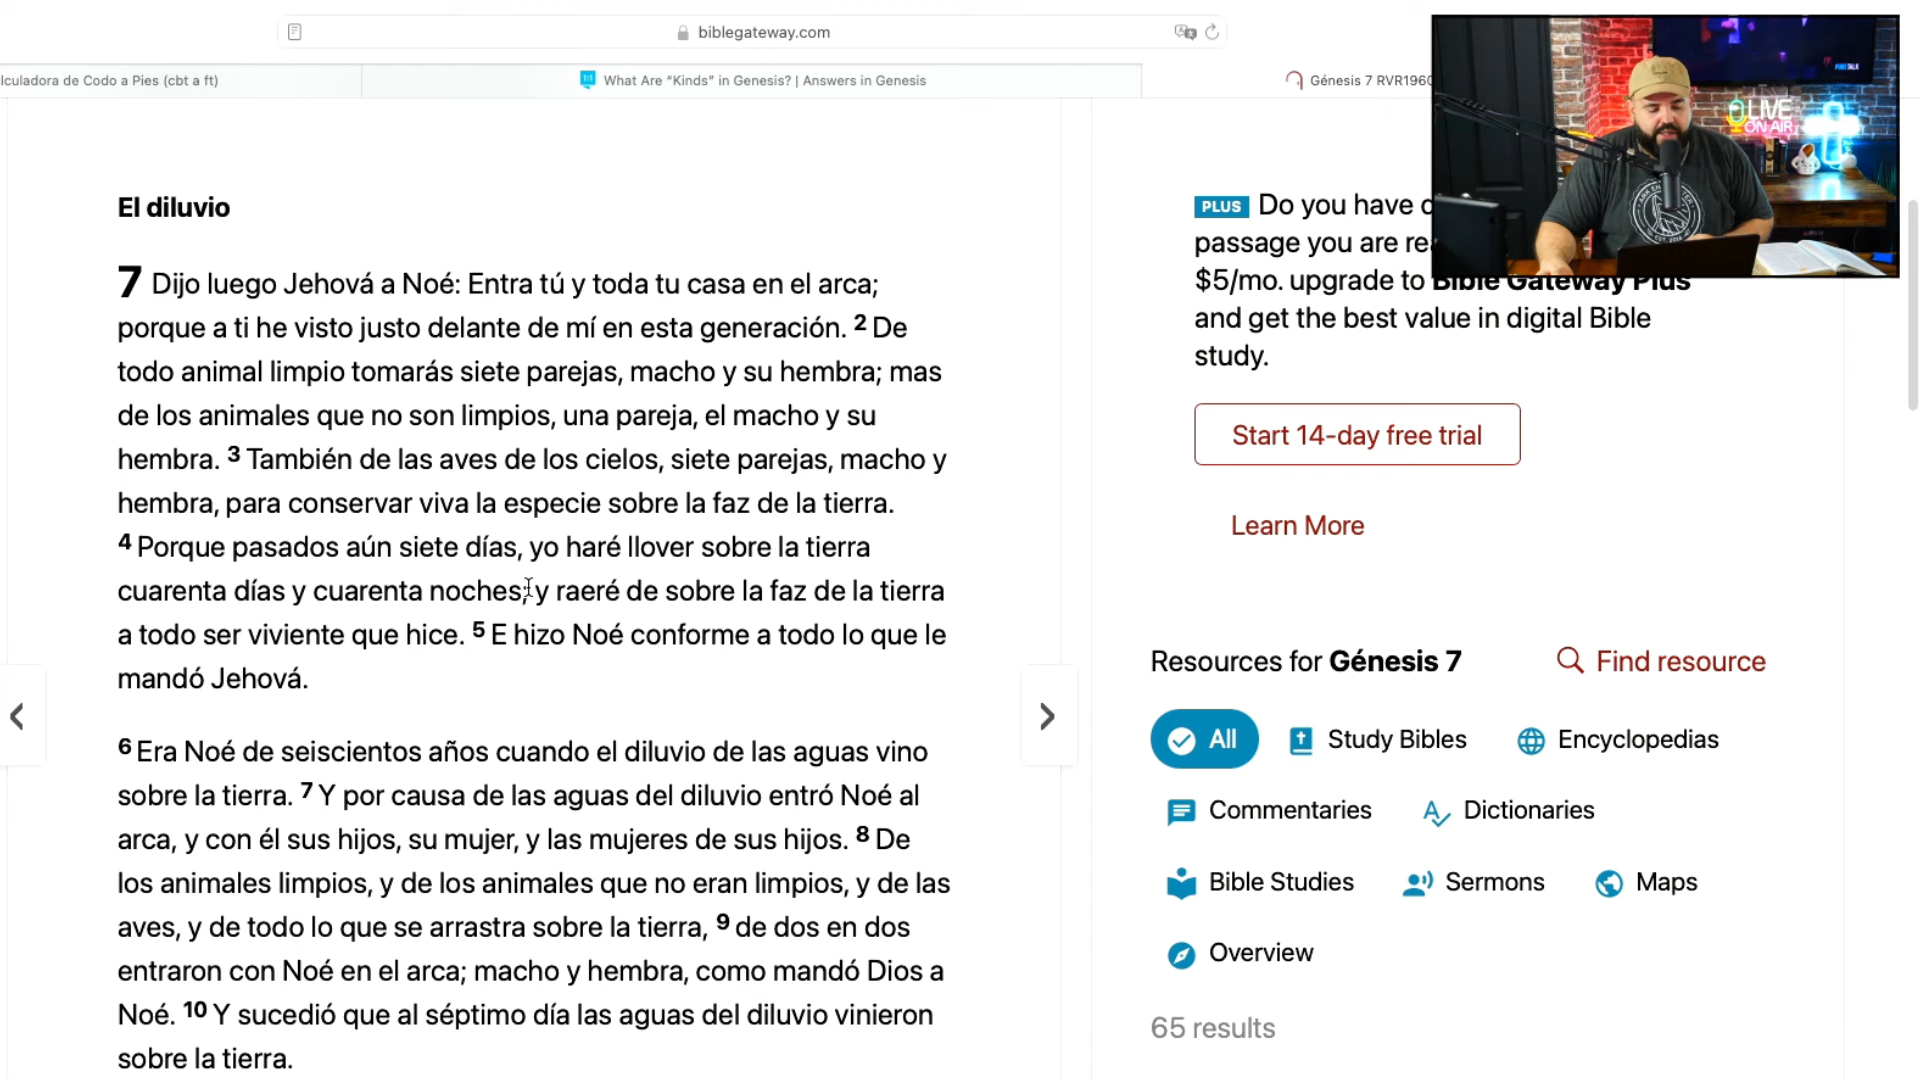 biblegateway.com
lculadora de Codo a Pies (cbt a ft)
What Are “Kinds” in Genesis? | Answers in Genesis
Génesis 7 RVR1960
LIVE
ON AIR
El diluvio
7 Dijo luego Jehová a Noé: Entra tú y toda tu casa en el arca;
porque a ti he visto justo delante de mí en esta generación. 2 De
todo animal limpio tomarás siete parejas, macho y su hembra; mas
de los animales que no son limpios, una pareja, el macho y su
hembra. 3 También de las aves de los cielos, siete parejas, macho y
hembra, para conservar viva la especie sobre la faz de la tierra.
4 Porque pasados aún siete días, yo haré llover sobre la tierra
cuarenta días y cuarenta noches; y raeré de sobre la faz de la tierra
a todo ser viviente que hice. 5 E hizo Noé conforme a todo lo que le
mandó Jehová.
6 Era Noé de seiscientos años cuando el diluvio de las aguas vino
sobre la tierra. 7 Y por causa de las aguas del diluvio entró Noé al
arca, y con él sus hijos, su mujer, y las mujeres de sus hijos. 8 De
los animales limpios, y de los animales que no eran limpios, y de las
aves, y de todo lo que se arrastra sobre la tierra, 9 de dos en dos
entraron con Noé en el arca; macho y hembra, como mandó Dios a
Noé. 10 Y sucedió que al séptimo día las aguas del diluvio vinieron
sobre la tierra.
PLUS Do you have
passage you are
$5/mo. upgrade to Bible Gateway Plus
and get the best value in digital Bible
study.
Start 14-day free trial
Learn More
Resources for Génesis 7 Find resource
All Study Bibles Encyclopedias
Commentaries Dictionaries
Bible Studies Sermons Maps
Overview
65 results